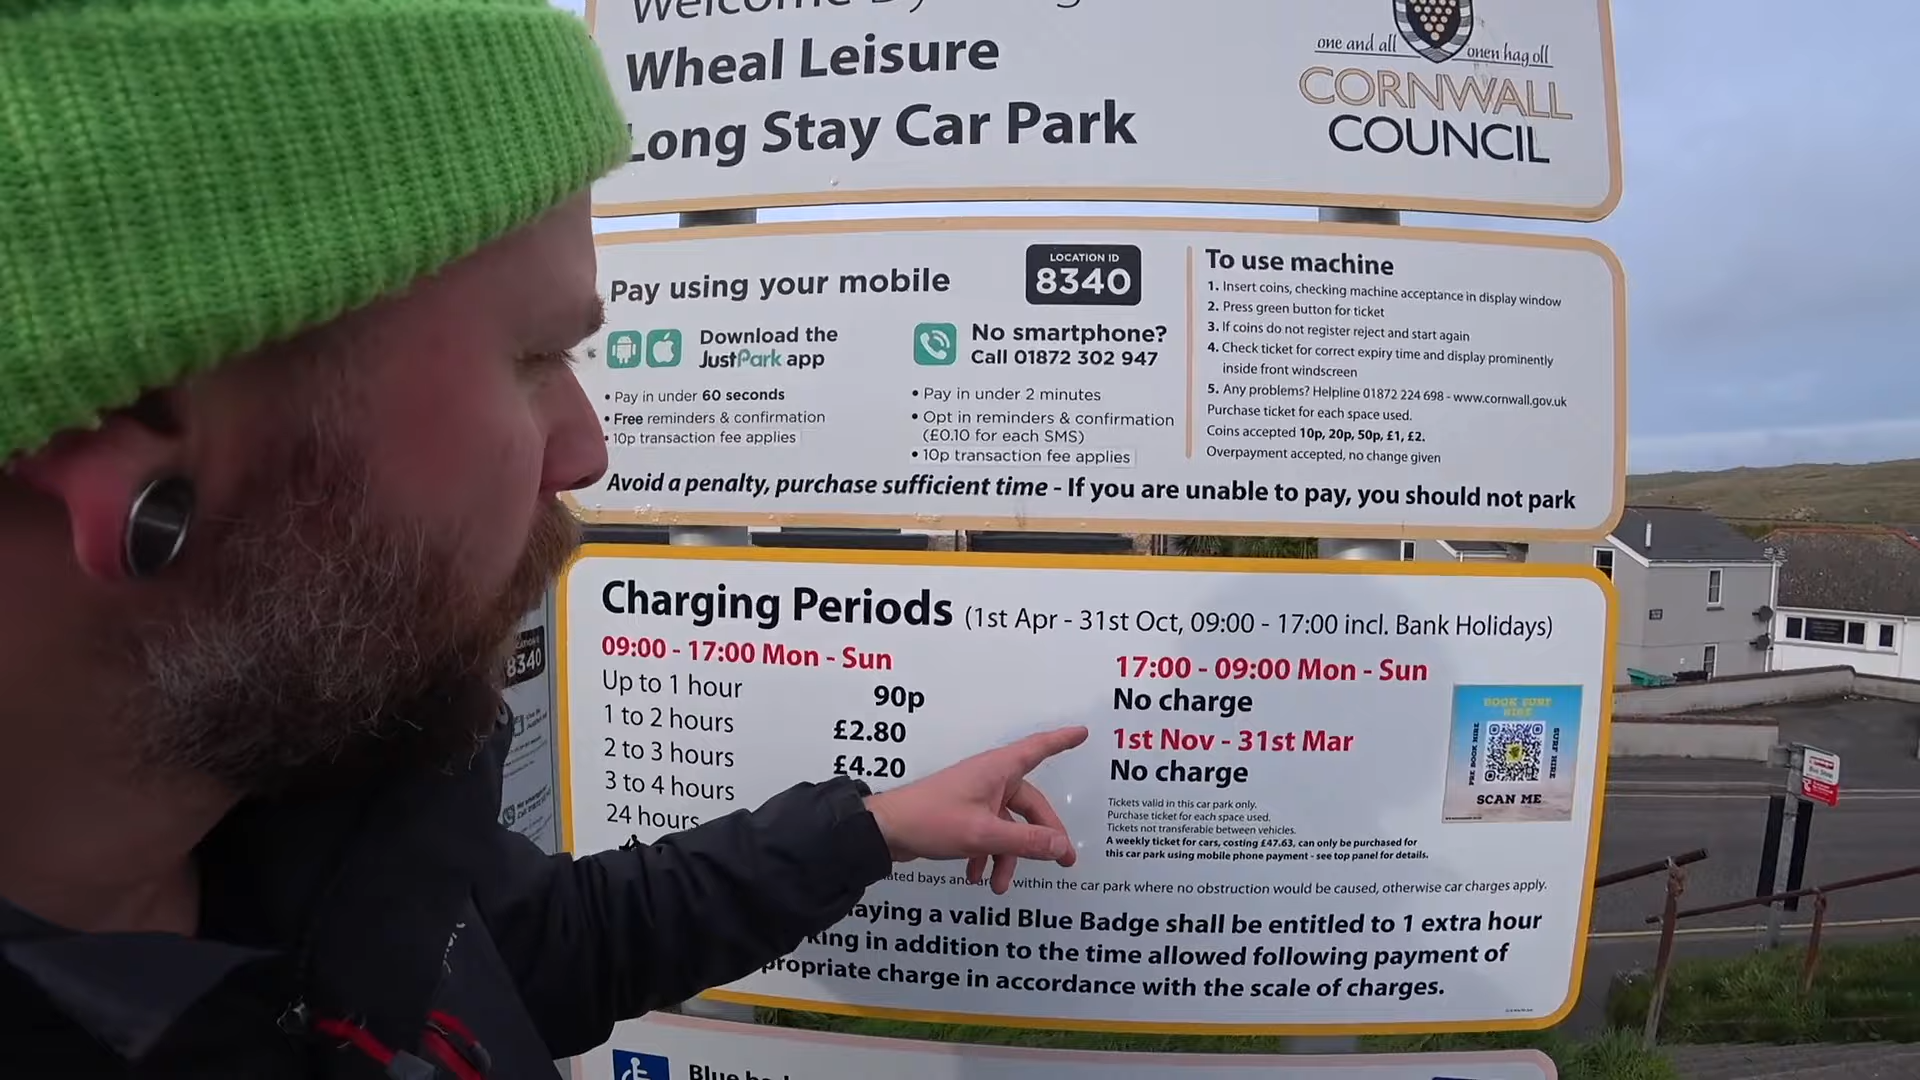 Wheal Leisure
Long Stay Car Park
one and all
onen hag oll
CORNWALL
COUNCIL
Pay using your mobile
LOCATION ID
8340
Download the
JustPark app
• Pay in under 60 seconds
• Free reminders & confirmation
• 10p transaction fee applies
No smartphone?
Call 01872 302 947
• Pay in under 2 minutes
• Opt in reminders & confirmation
(£0.10 for each SMS)
• 10p transaction fee applies
To use machine
1. Insert coins, checking machine acceptance in display window
2. Press green button for ticket
3. If coins do not register reject and start again
4. Check ticket for correct expiry time and display prominently
inside front windscreen
5. Any problems? Helpline 01872 224 698 - www.cornwall.gov.uk
Purchase ticket for each space used.
Coins accepted 10p, 20p, 50p, £1, £2.
Overpayment accepted, no change given
Avoid a penalty, purchase sufficient time - If you are unable to pay, you should not park
Charging Periods (1st Apr - 31st Oct, 09:00 - 17:00 incl. Bank Holidays)
09:00 - 17:00 Mon - Sun
Up to 1 hour 90p
1 to 2 hours £2.80
2 to 3 hours £4.20
3 to 4 hours
24 hours
17:00 - 09:00 Mon - Sun
No charge
1st Nov - 31st Mar
No charge
Tickets valid in this car park only.
Purchase ticket for each space used.
Tickets not transferable between vehicles.
A weekly ticket for cars, costing £47.63, can only be purchased for
this car park using mobile phone payment - see top panel for details.
BOOK SURF
HIRE
PRE BOOK HIRE
SURF HIRE
SCAN ME
bays and within the car park where no obstruction would be caused, otherwise car charges apply.
a valid Blue Badge shall be entitled to 1 extra hour
in addition to the time allowed following payment of
charge in accordance with the scale of charges.
8340
Blue